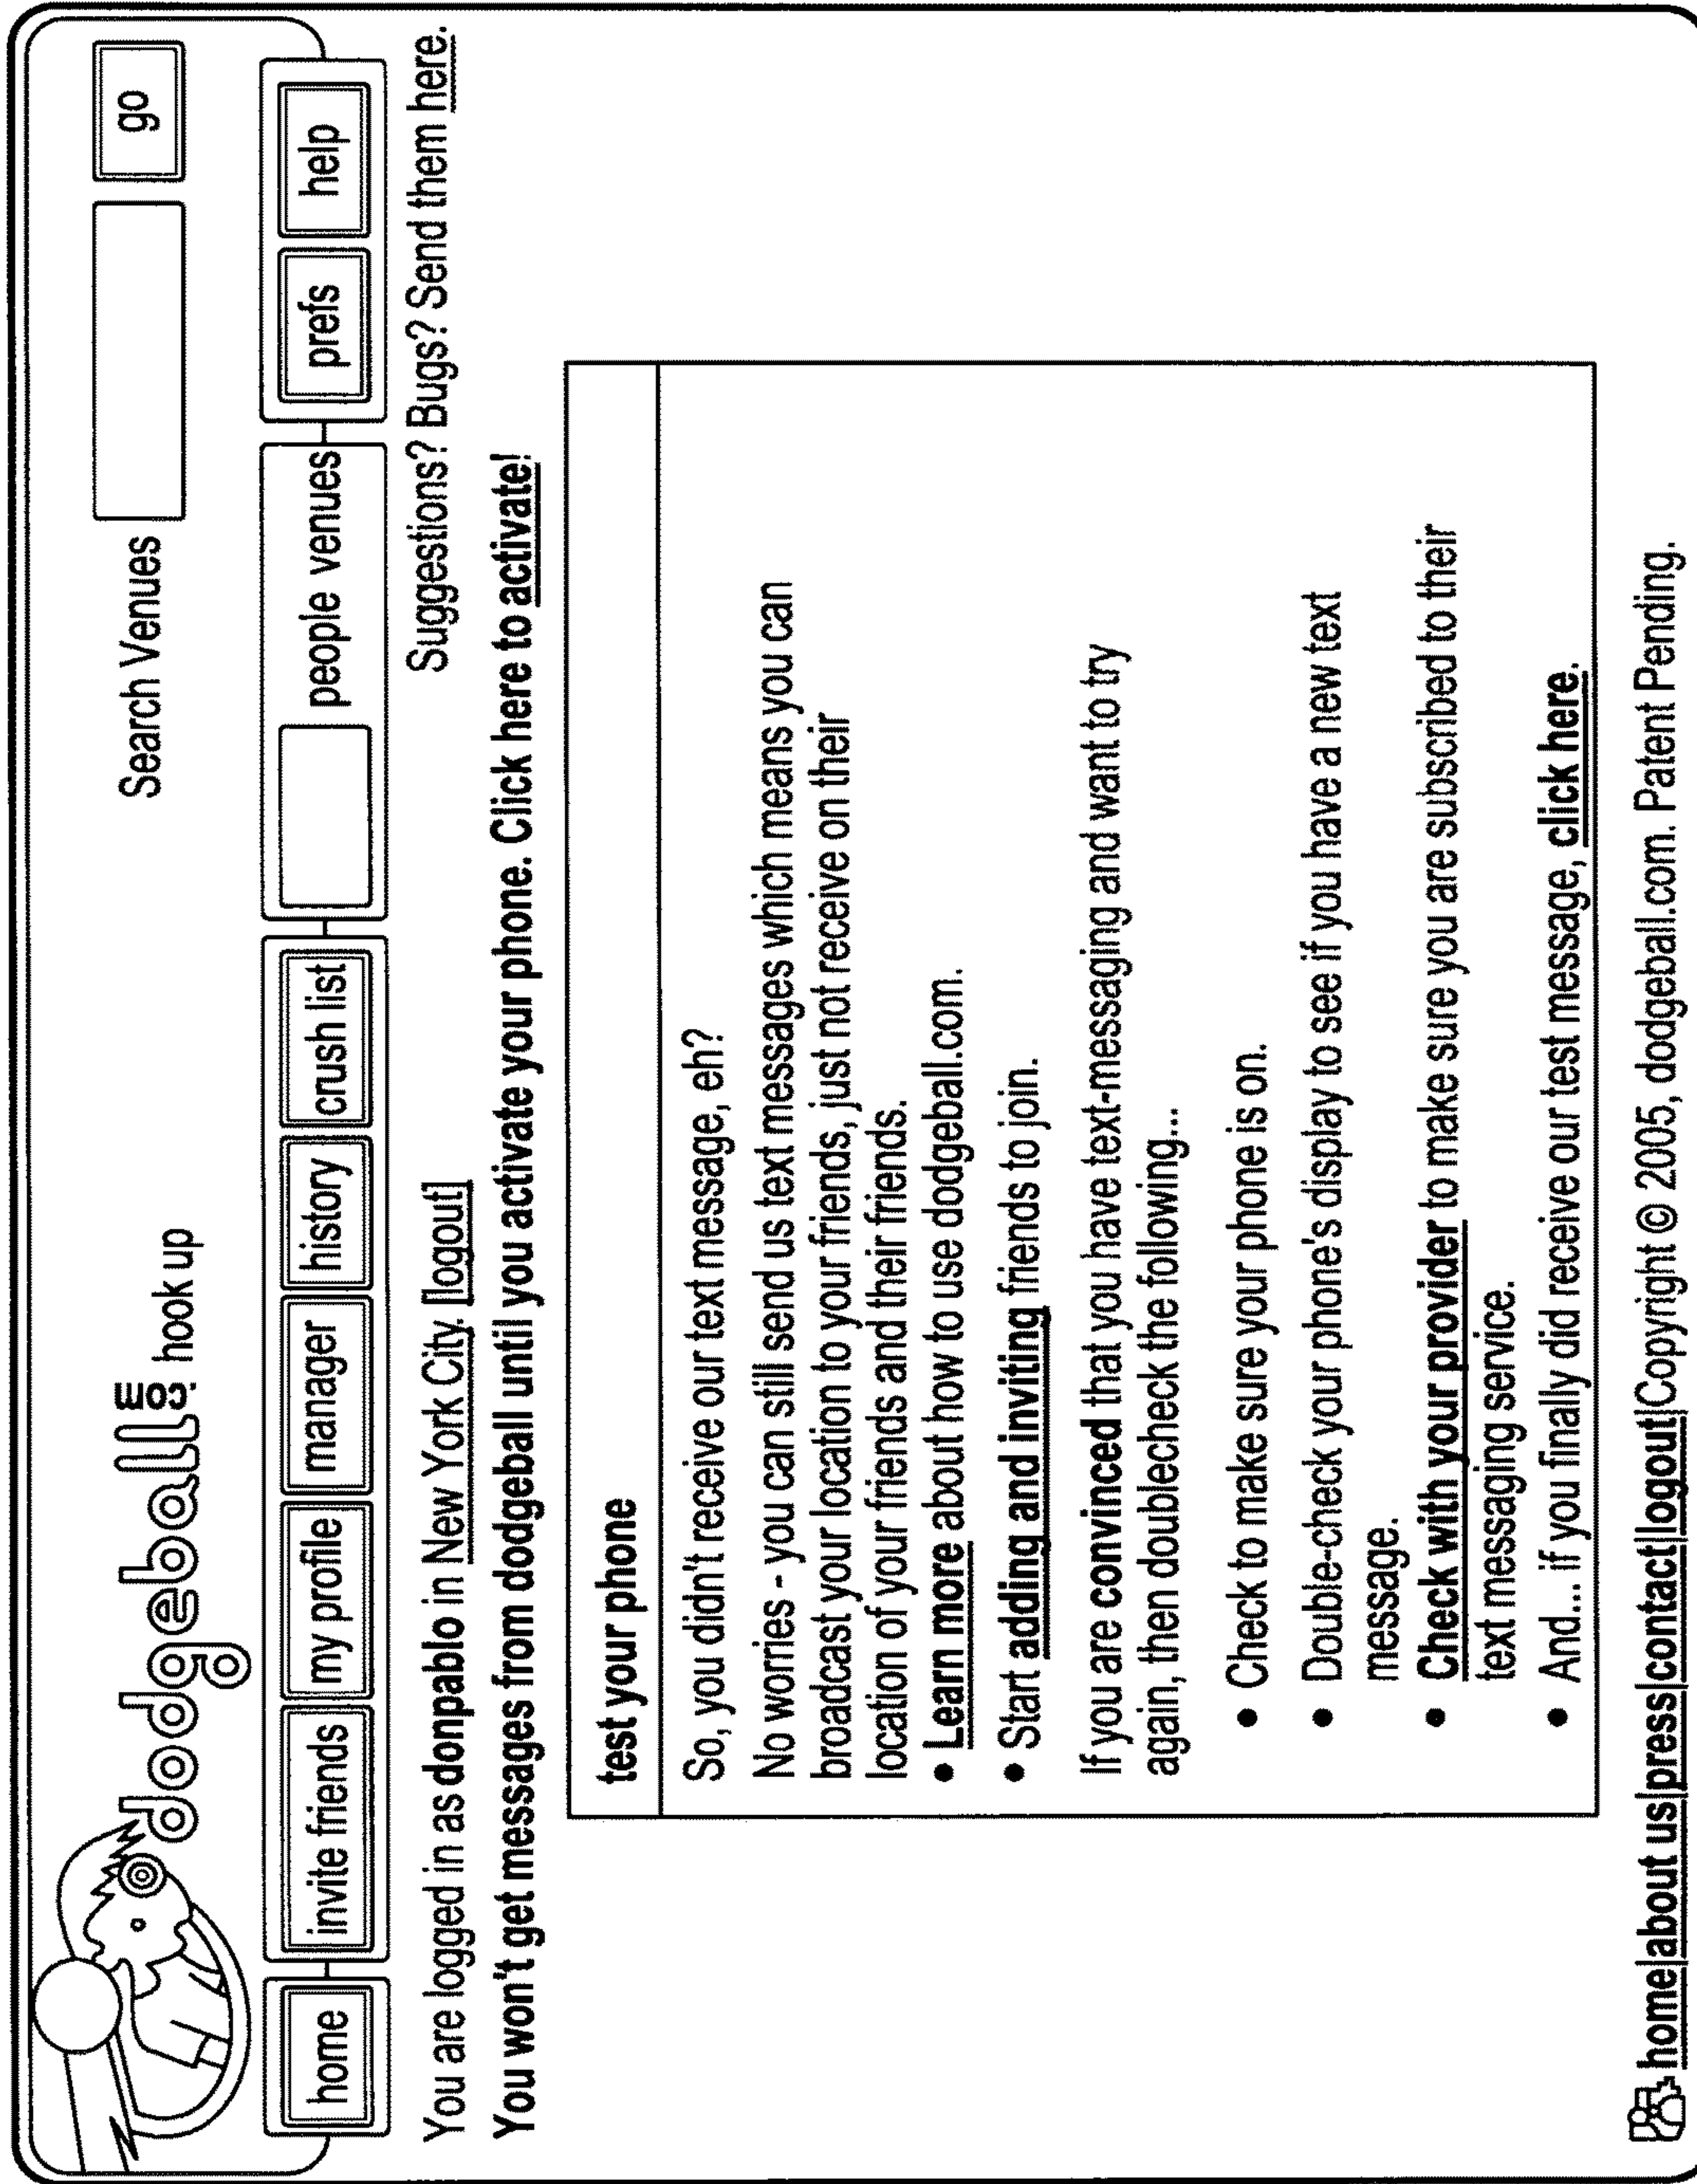 dodgeball.com hook up
Search Venues
go
home
invite friends
my profile
manager
history
crush list
people venues
prefs
help
You are logged in as donpablo in New York City. [logout]
Suggestions? Bugs? Send them here.
You won't get messages from dodgeball until you activate your phone. Click here to activate!
test your phone
So, you didn't receive our text message, eh?
No worries - you can still send us text messages which means you can
broadcast your location to your friends, just not receive on their
location of your friends and their friends.
• Learn more about how to use dodgeball.com.
• Start adding and inviting friends to join.
If you are convinced that you have text-messaging and want to try
again, then doublecheck the following...
• Check to make sure your phone is on.
• Double-check your phone's display to see if you have a new text
message.
• Check with your provider to make sure you are subscribed to their
text messaging service.
• And... if you finally did receive our test message, click here.
home|about us|press|contact|logout|Copyright © 2005, dodgeball.com. Patent Pending.